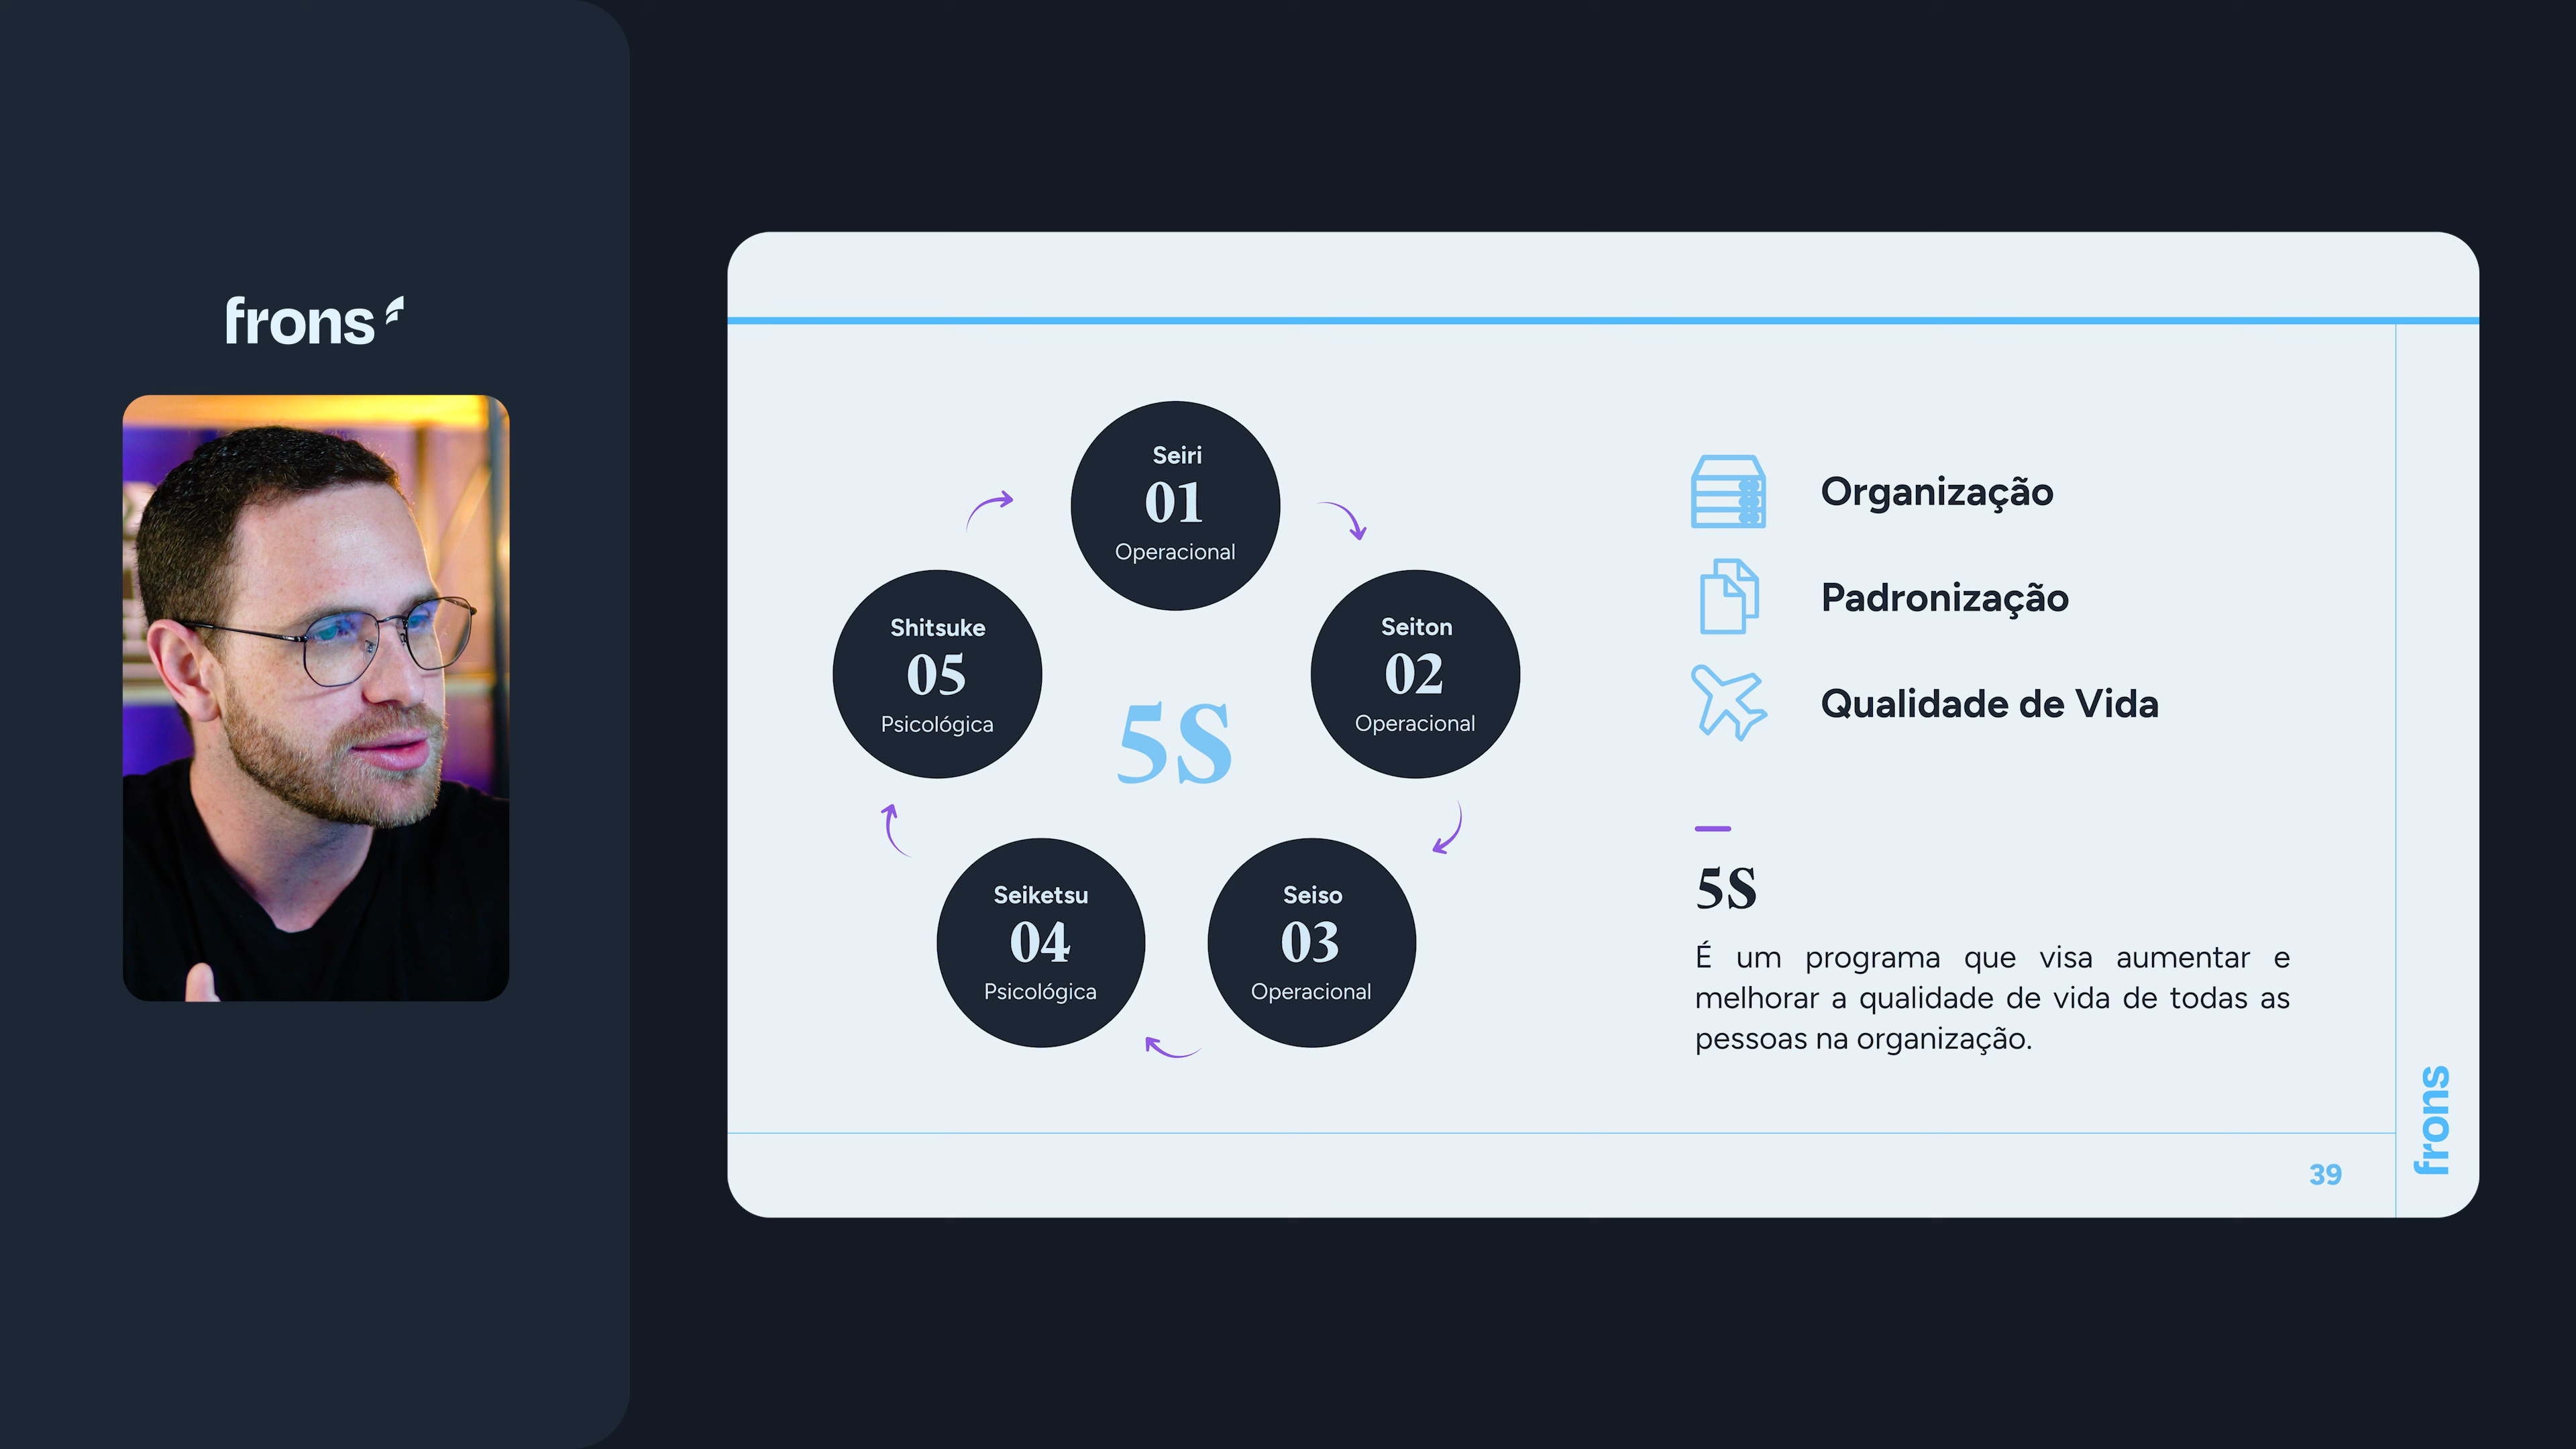 frons
Seiri
01
Operacional
Seiton
02
Operacional
Seiso
03
Operacional
Seiketsu
04
Psicológica
Shitsuke
05
Psicológica
5S
Organização
Padronização
Qualidade de Vida
5S
É um programa que visa aumentar e
melhorar a qualidade de vida de todas as
pessoas na organização.
39
frons